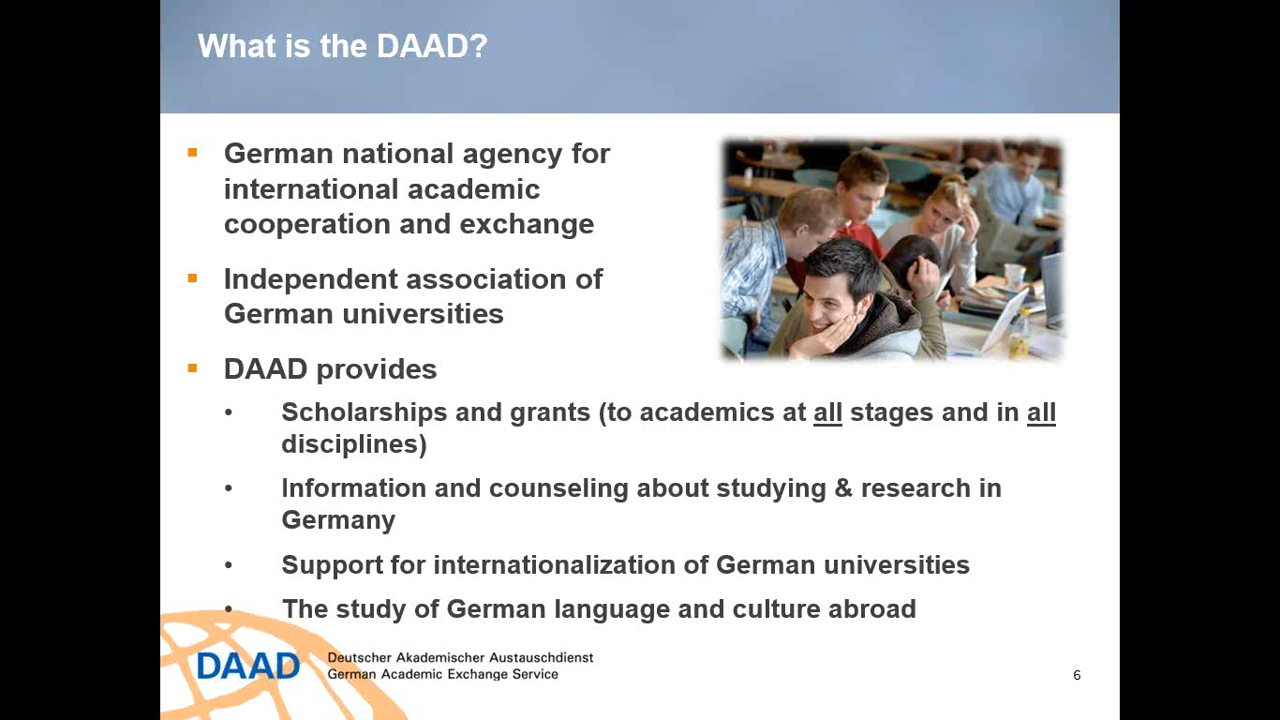 What is the DAAD?
▪ German national agency for
international academic
cooperation and exchange
▪ Independent association of
German universities
▪ DAAD provides
• Scholarships and grants (to academics at all stages and in all
disciplines)
• Information and counseling about studying & research in
Germany
• Support for internationalization of German universities
• The study of German language and culture abroad
DAAD
Deutscher Akademischer Austauschdienst
German Academic Exchange Service
6